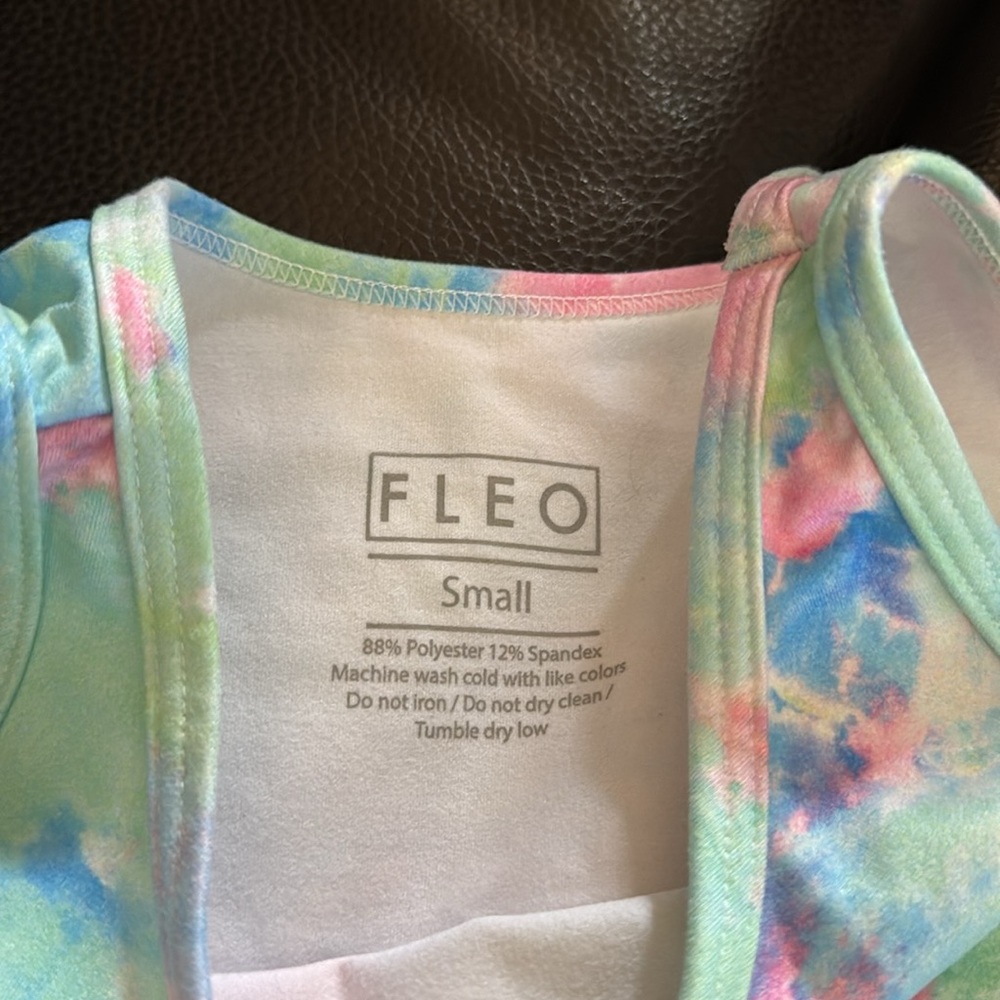 FLEO
Small
88% Polyester 12% Spandex
Machine wash cold with like colors
Do not iron / Do not dry clean /
Tumble dry low